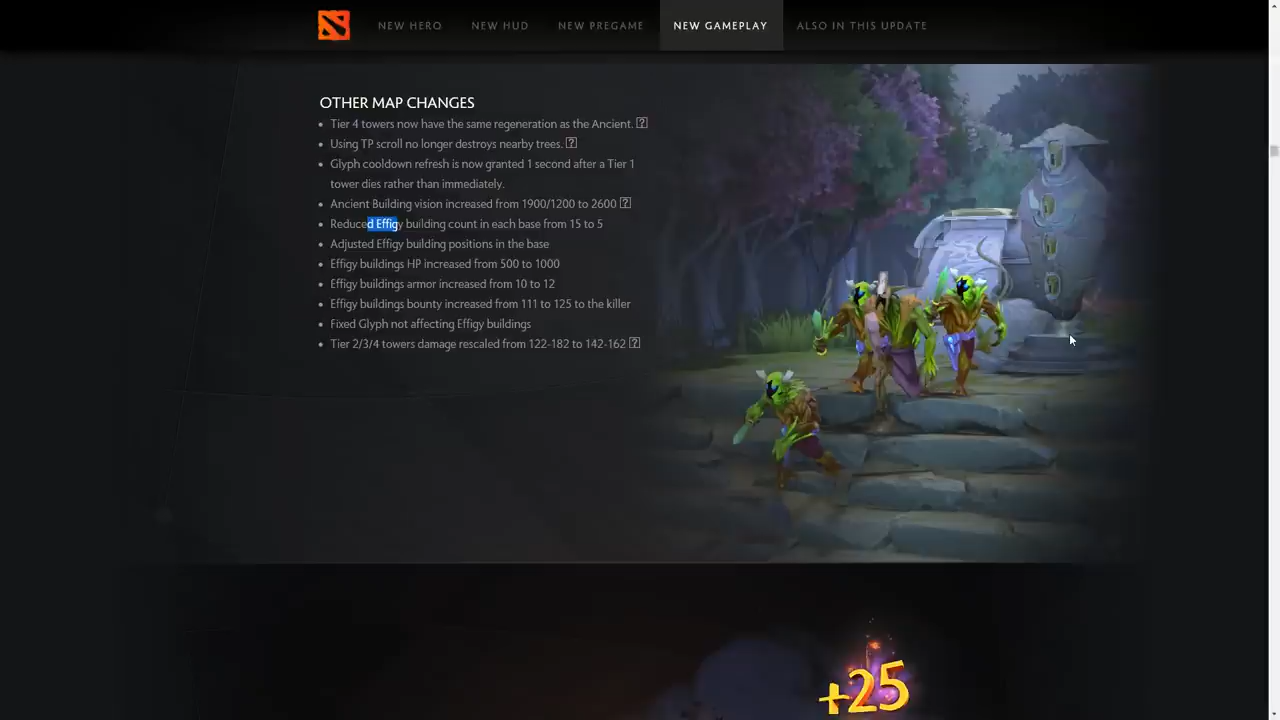 NEW HERO
NEW HUD
NEW PREGAME
NEW GAMEPLAY
ALSO IN THIS UPDATE
OTHER MAP CHANGES
Tier 4 towers now have the same regeneration as the Ancient. ?
Using TP scroll no longer destroys nearby trees. ?
Glyph cooldown refresh is now granted 1 second after a Tier 1
tower dies rather than immediately.
Ancient Building vision increased from 1900/1200 to 2600 ?
Reduced Effigy building count in each base from 15 to 5
Adjusted Effigy building positions in the base
Effigy buildings HP increased from 500 to 1000
Effigy buildings armor increased from 10 to 12
Effigy buildings bounty increased from 111 to 125 to the killer
Fixed Glyph not affecting Effigy buildings
Tier 2/3/4 towers damage rescaled from 122-182 to 142-162 ?
+25